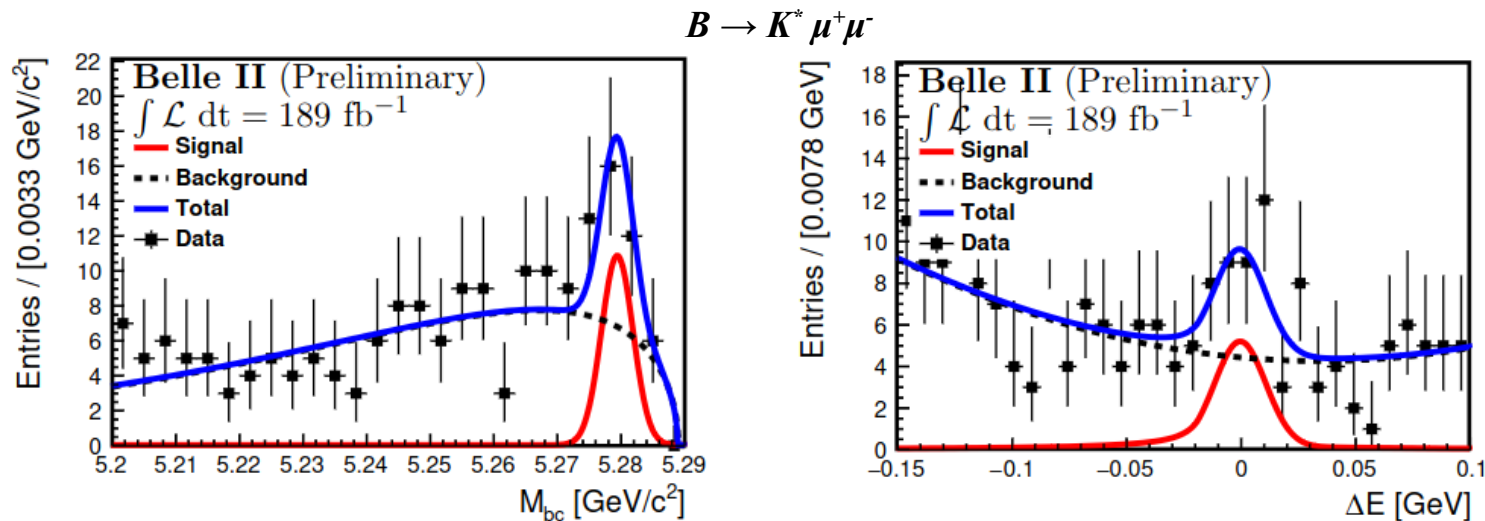 B → K* μ⁺μ⁻
Entries / [0.0033 GeV/c²]
22
20
18
16
14
12
10
8
6
4
2
0
Belle II (Preliminary)
∫ ℒ dt = 189 fb⁻¹
Signal
Background
Total
Data
5.2 5.21 5.22 5.23 5.24 5.25 5.26 5.27 5.28 5.29
M_bc [GeV/c²]
Entries / [0.0078 GeV]
18
16
14
12
10
8
6
4
2
0
Belle II (Preliminary)
∫ ℒ dt = 189 fb⁻¹
Signal
Background
Total
Data
−0.15 −0.1 −0.05 0 0.05 0.1
ΔE [GeV]